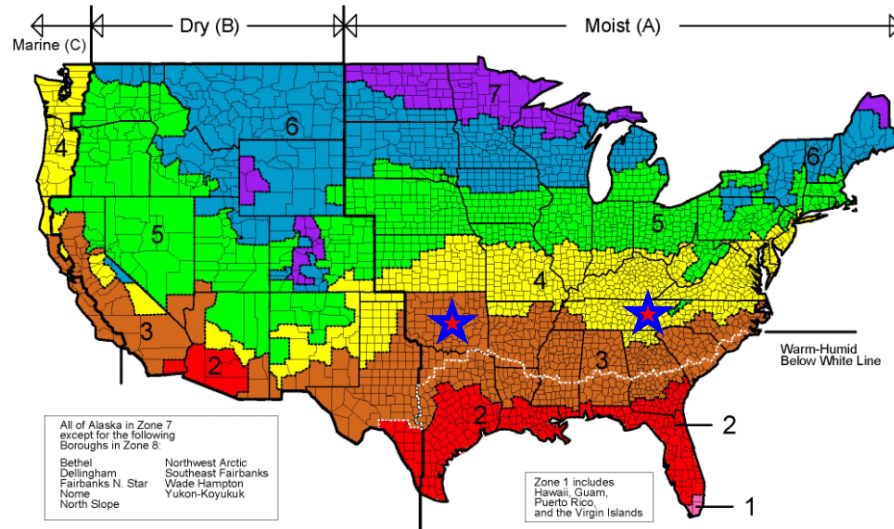 Dry (B)
Moist (A)
Marine (C)
7
6
6
4
5
5
4
3
3
2
Warm-Humid
Below White Line
All of Alaska in Zone 7
except for the following
Boroughs in Zone 8:
Bethel
Dellingham
Fairbanks N. Star
Nome
North Slope
Northwest Arctic
Southeast Fairbanks
Wade Hampton
Yukon-Koyukuk
2
2
Zone 1 includes
Hawaii, Guam,
Puerto Rico,
and the Virgin Islands
1